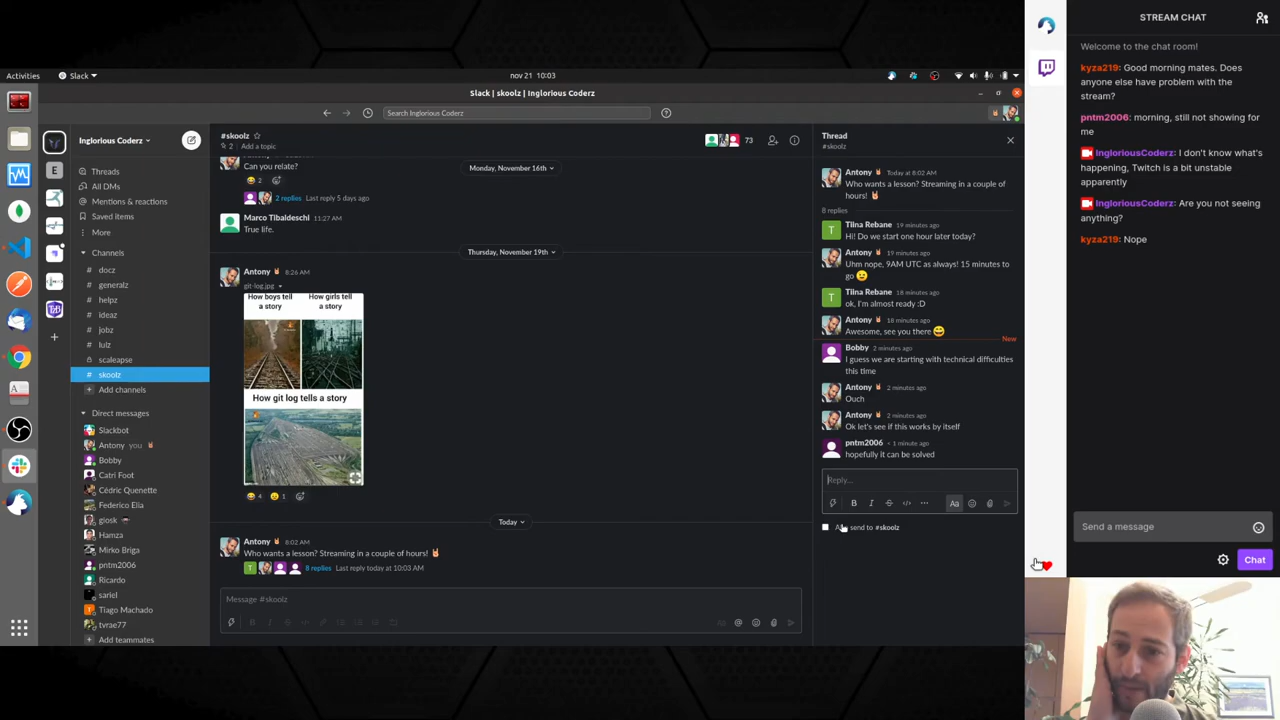 Activities
Slack
nov 21 10:03
Slack | skoolz | Inglorious Coderz
Search Inglorious Coderz
Inglorious Coderz
Threads
All DMs
Mentions & reactions
Saved items
More
Channels
# docz
# generalz
# helpz
# ideaz
# jobz
# lulz
scaleapse
# skoolz
Add channels
Direct messages
Slackbot
Antony you
Bobby
Catri Foot
Cédric Quenette
Federico Elia
giosk
Hamza
Mirko Briga
pntm2006
Ricardo
sariel
Tiago Machado
tvrae77
Add teammates
E
#skoolz
2
Add a topic
73
Can you relate?
2
2 replies Last reply 5 days ago
Monday, November 16th
Marco Tibaldeschi 11:27 AM
True life.
Thursday, November 19th
Antony 8:26 AM
git-log.jpg
How boys tell
a story
How girls tell
a story
How git log tells a story
4
1
Today
Antony 8:02 AM
Who wants a lesson? Streaming in a couple of hours!
T
8 replies Last reply today at 10:03 AM
Message #skoolz
Thread
#skoolz
Antony Today at 8:02 AM
Who wants a lesson? Streaming in a couple of
hours!
8 replies
T
Tiina Rebane 19 minutes ago
Hi! Do we start one hour later today?
Antony 19 minutes ago
Uhm nope, 9AM UTC as always! 15 minutes to
go
T
Tiina Rebane 18 minutes ago
ok, I'm almost ready :D
Antony 18 minutes ago
Awesome, see you there
New
Bobby 2 minutes ago
I guess we are starting with technical difficulties
this time
Antony 2 minutes ago
Ouch
Antony 2 minutes ago
Ok let's see if this works by itself
pntm2006 1 minute ago
hopefully it can be solved
Reply...
Aa
send to #skoolz
STREAM CHAT
Welcome to the chat room!
kyza219: Good morning mates. Does
anyone else have problem with the
stream?
pntm2006: morning, still not showing for
me
IngloriousCoderz: I don't know what's
happening, Twitch is a bit unstable
apparently
IngloriousCoderz: Are you not seeing
anything?
kyza219: Nope
Send a message
Chat